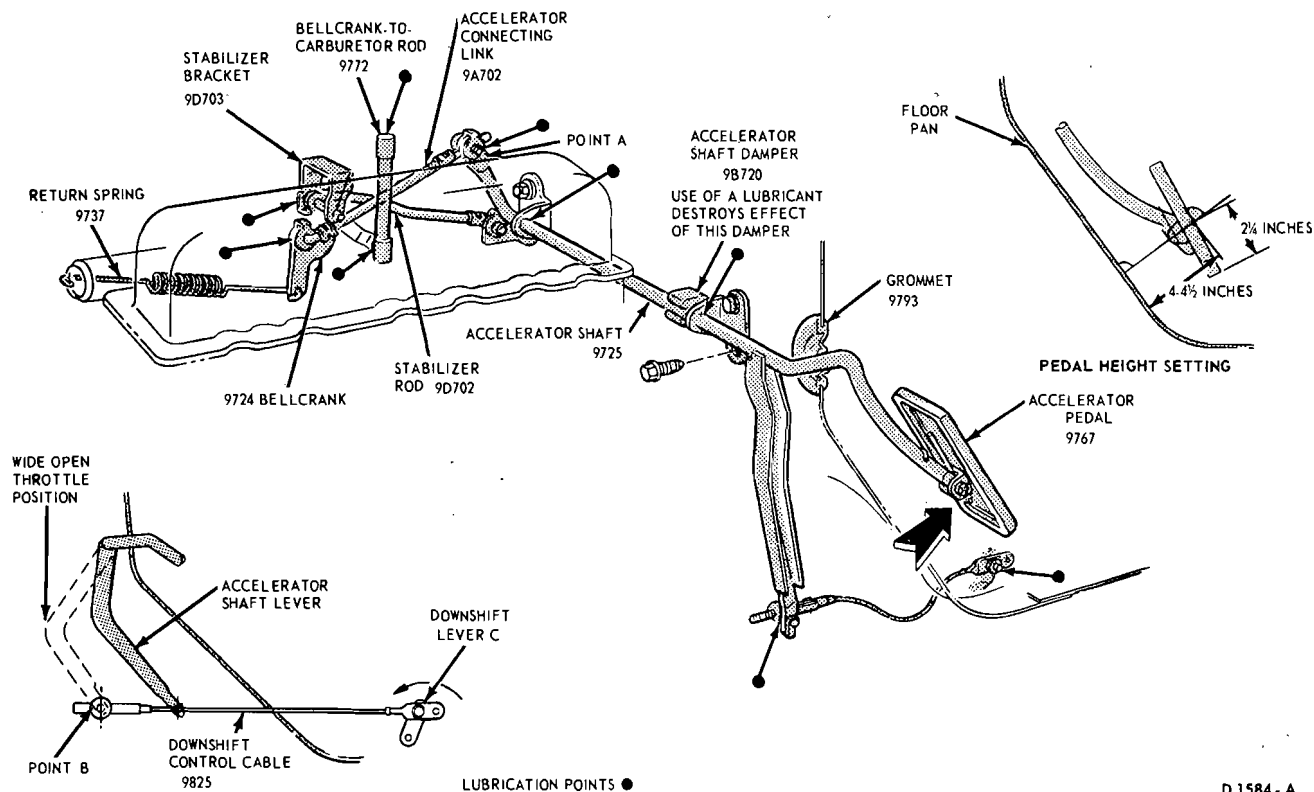 BELLCRANK-TO-
CARBURETOR ROD
9772
ACCELERATOR
CONNECTING
LINK
9A702
STABILIZER
BRACKET
9D703
POINT A
ACCELERATOR
SHAFT DAMPER
9B720
USE OF A LUBRICANT
DESTROYS EFFECT
OF THIS DAMPER
FLOOR
PAN
2¼ INCHES
4-4½ INCHES
PEDAL HEIGHT SETTING
RETURN SPRING
9737
GROMMET
9793
ACCELERATOR SHAFT
9725
STABILIZER
ROD 9D702
9724 BELLCRANK
ACCELERATOR
PEDAL
9767
WIDE OPEN
THROTTLE
POSITION
ACCELERATOR
SHAFT LEVER
DOWNSHIFT
LEVER C
POINT B
DOWNSHIFT
CONTROL CABLE
9825
LUBRICATION POINTS ●
D 1584 - A